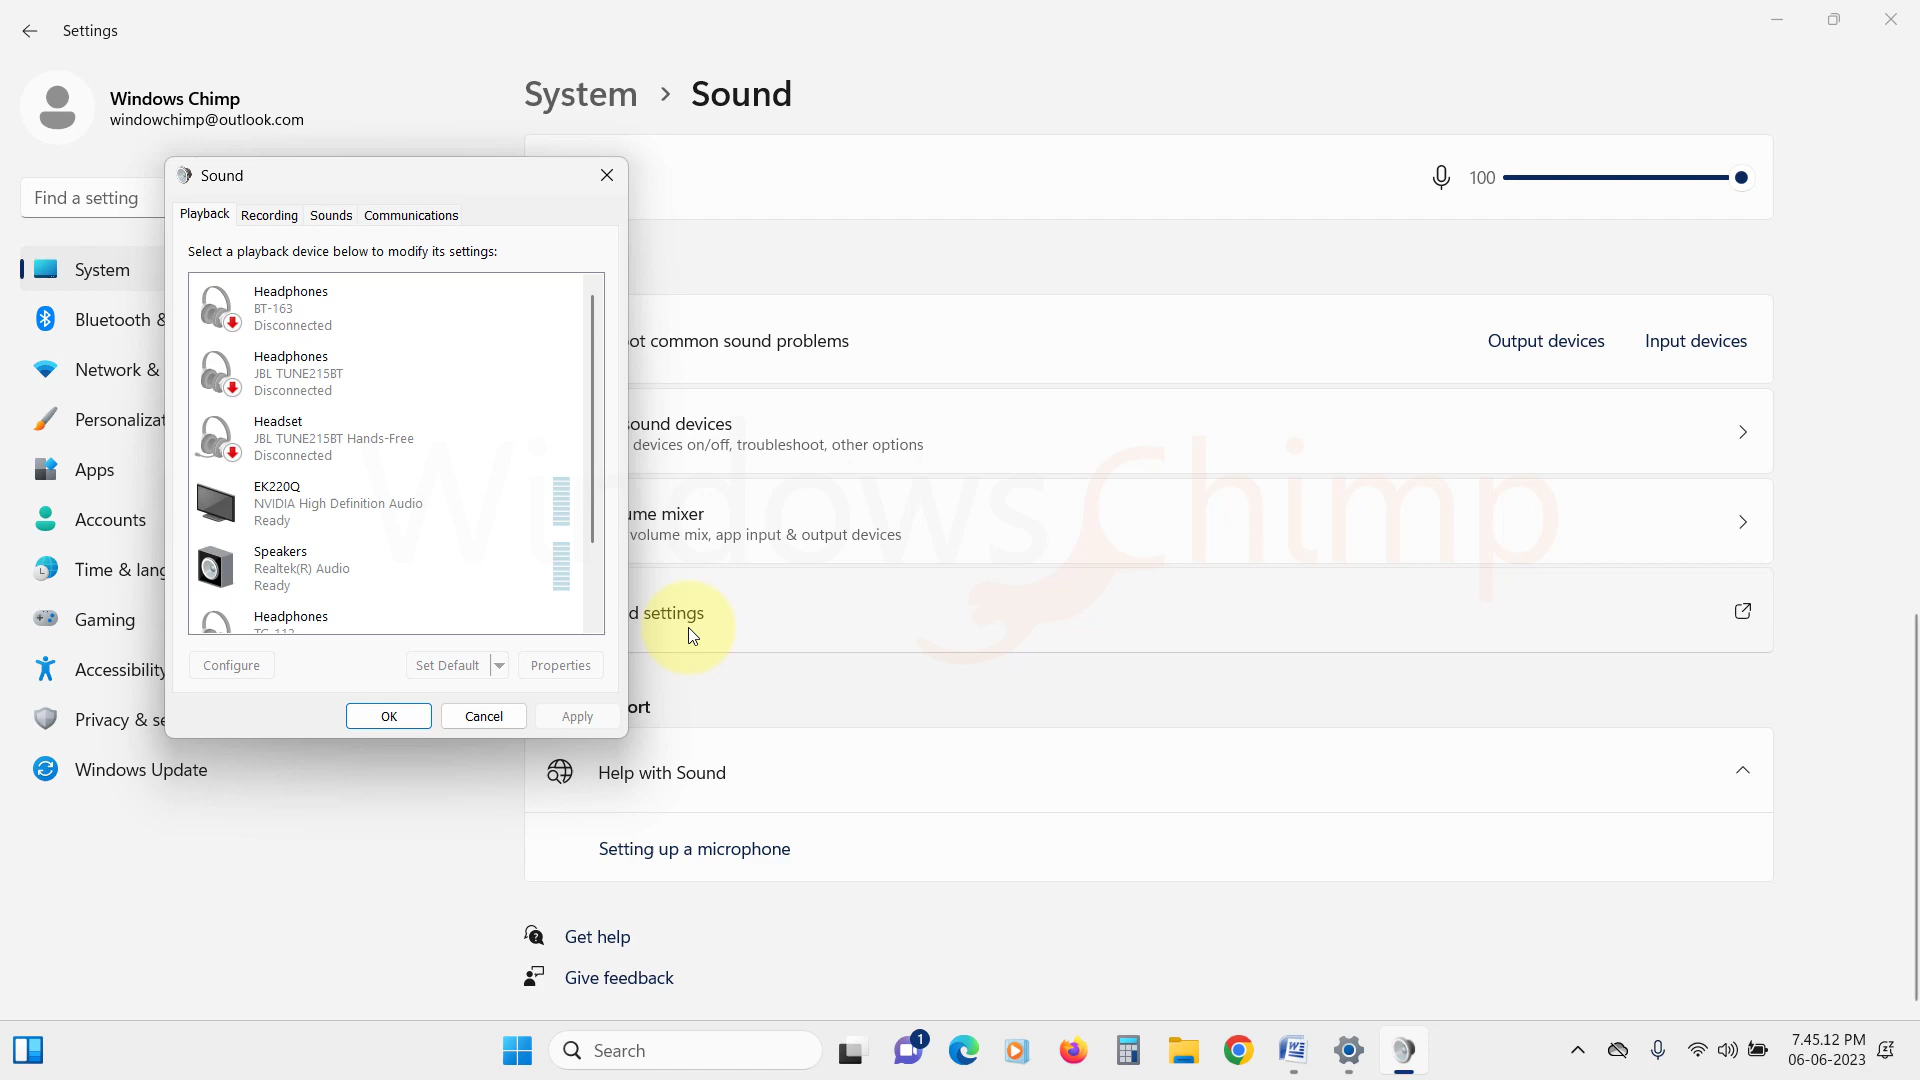 Settings
Windows Chimp
windowchimp@outlook.com
Find a setting
System
Bluetooth &
Network &
Personalizat
Apps
Accounts
Time & lang
Gaming
Accessibility
Privacy & se
Windows Update
System > Sound
100
ot common sound problems
Output devices
Input devices
ound devices
devices on/off, troubleshoot, other options
ume mixer
volume mix, app input & output devices
d settings
ort
Help with Sound
Setting up a microphone
Get help
Give feedback
Sound
Playback
Recording
Sounds
Communications
Select a playback device below to modify its settings:
Headphones
BT-163
Disconnected
Headphones
JBL TUNE215BT
Disconnected
Headset
JBL TUNE215BT Hands-Free
Disconnected
EK220Q
NVIDIA High Definition Audio
Ready
Speakers
Realtek(R) Audio
Ready
Headphones
Configure
Set Default
Properties
OK
Cancel
Apply
WindowsChimp
Search
1
7.45.12 PM
06-06-2023